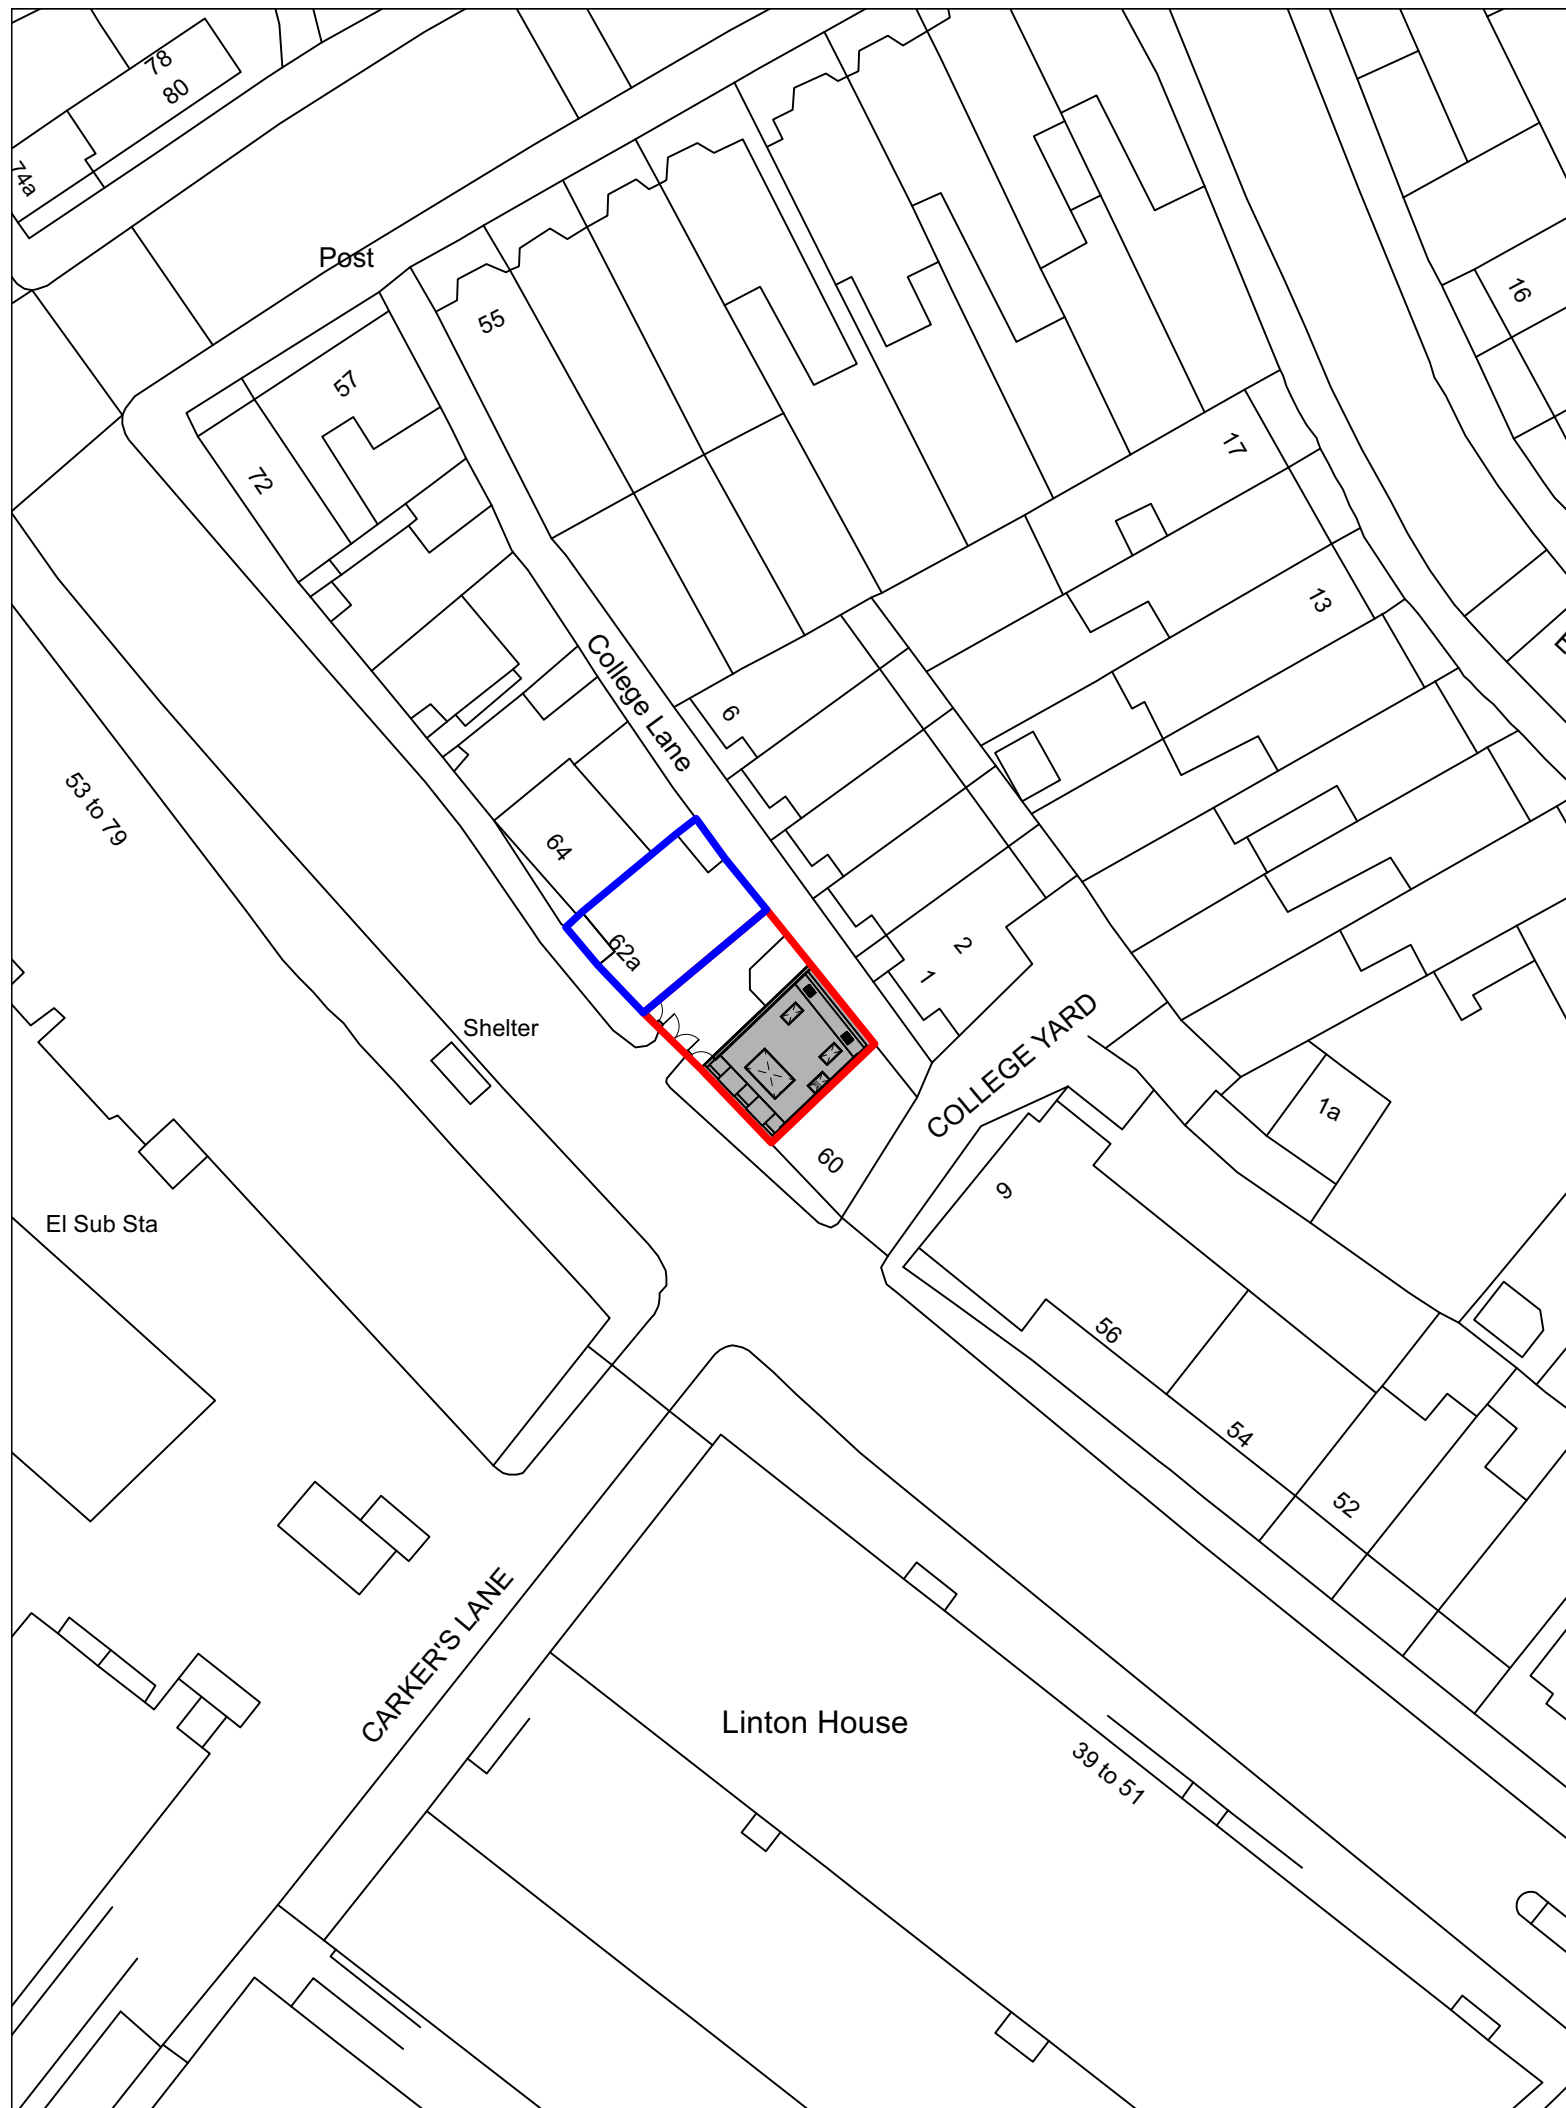 78
80
74a
Post
55
57
16
72
17
13
College Lane
6
53 to 79
64
62a
2
1
Shelter
COLLEGE YARD
1a
60
9
El Sub Sta
56
54
52
CARKER'S LANE
Linton House
39 to 51